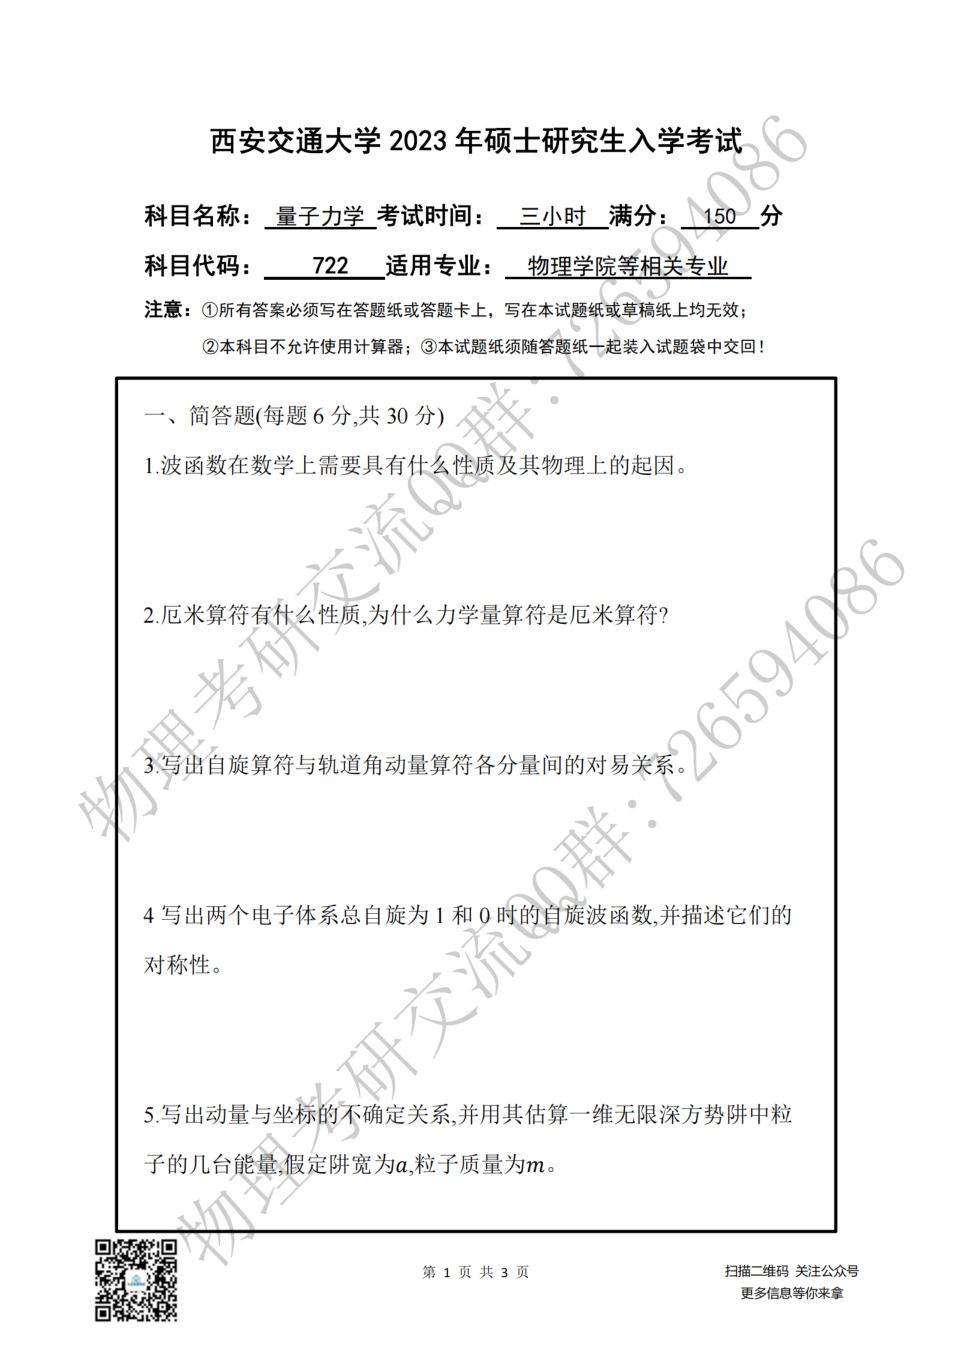 西安交通大学 2023 年硕士研究生入学考试
科目名称： 量子力学 考试时间： 三小时 满分： 150 分
科目代码： 722 适用专业： 物理学院等相关专业
注意：①所有答案必须写在答题纸或答题卡上，写在本试题纸或草稿纸上均无效；
②本科目不允许使用计算器；③本试题纸须随答题纸一起装入试题袋中交回！
一、简答题(每题 6 分,共 30 分)
1.波函数在数学上需要具有什么性质及其物理上的起因。
2.厄米算符有什么性质,为什么力学量算符是厄米算符?
3.写出自旋算符与轨道角动量算符各分量间的对易关系。
4 写出两个电子体系总自旋为 1 和 0 时的自旋波函数,并描述它们的
对称性。
5.写出动量与坐标的不确定关系,并用其估算一维无限深方势阱中粒
子的几台能量,假定阱宽为a,粒子质量为m。
物理考研交流QQ群：726594086
物理考研交流QQ群：726594086
第 1 页 共 3 页
扫描二维码 关注公众号
更多信息等你来拿